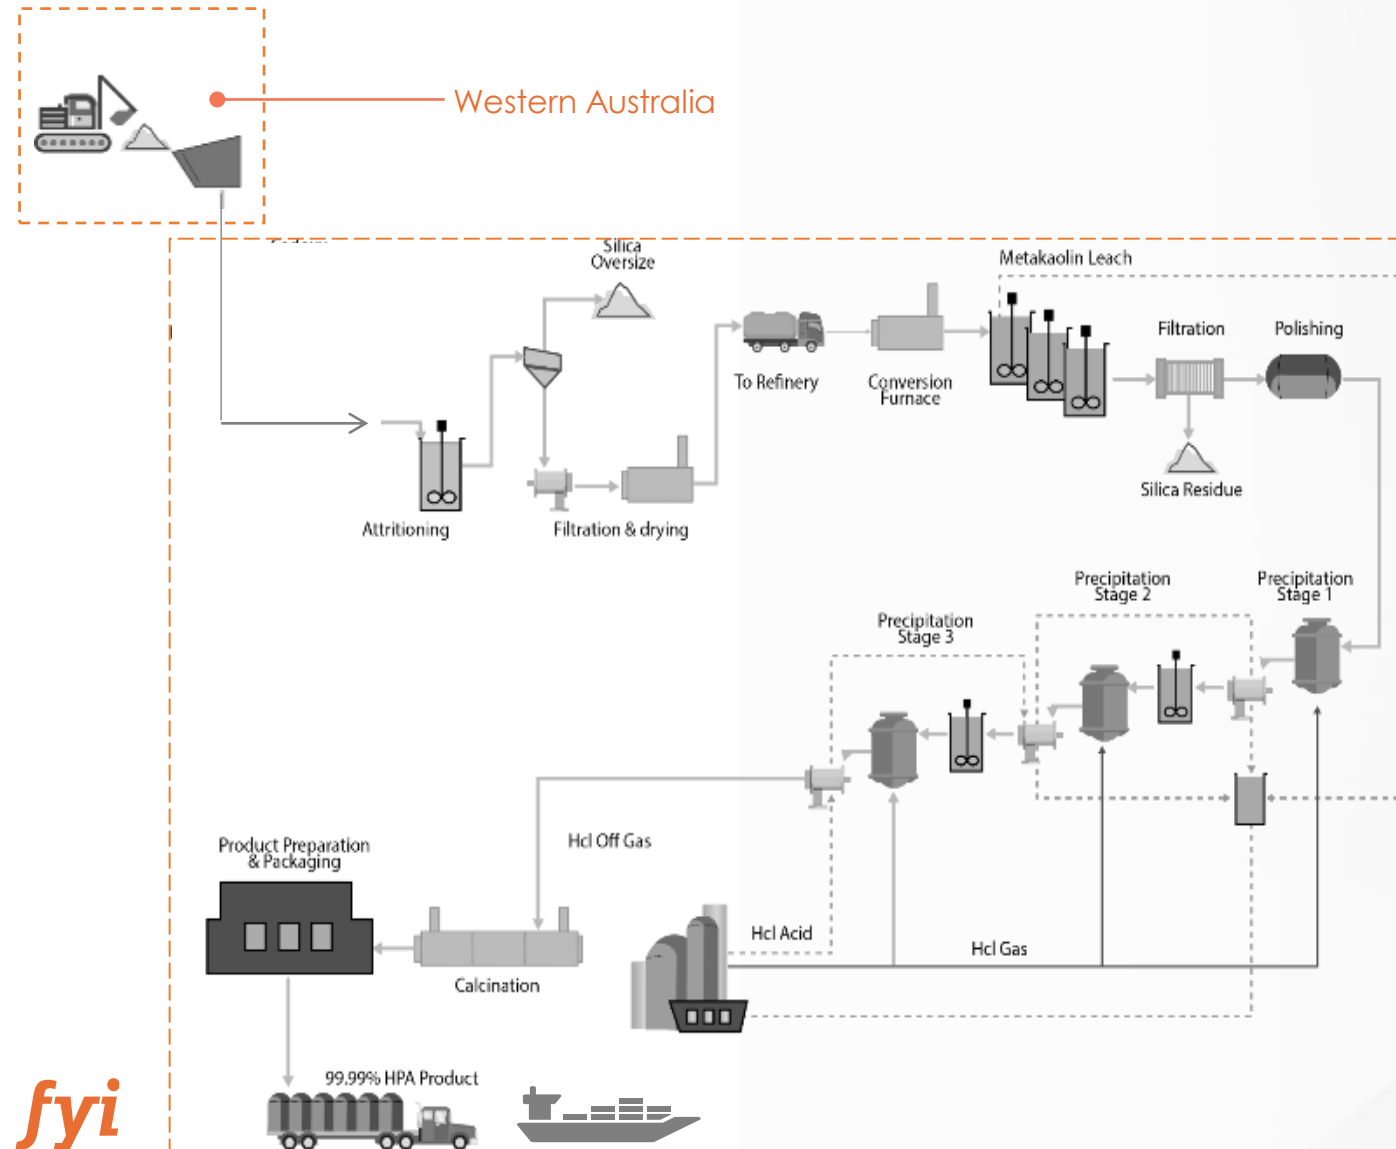 Western Australia
Silica
Oversize
Metakaolin Leach
Filtration
Polishing
To Refinery
Conversion
Furnace
Silica Residue
Attritioning
Filtration & drying
Precipitation
Stage 1
Precipitation
Stage 2
Precipitation
Stage 3
Hcl Off Gas
Product Preparation
& Packaging
Hcl Acid
Hcl Gas
Calcination
99.99% HPA Product
fyi